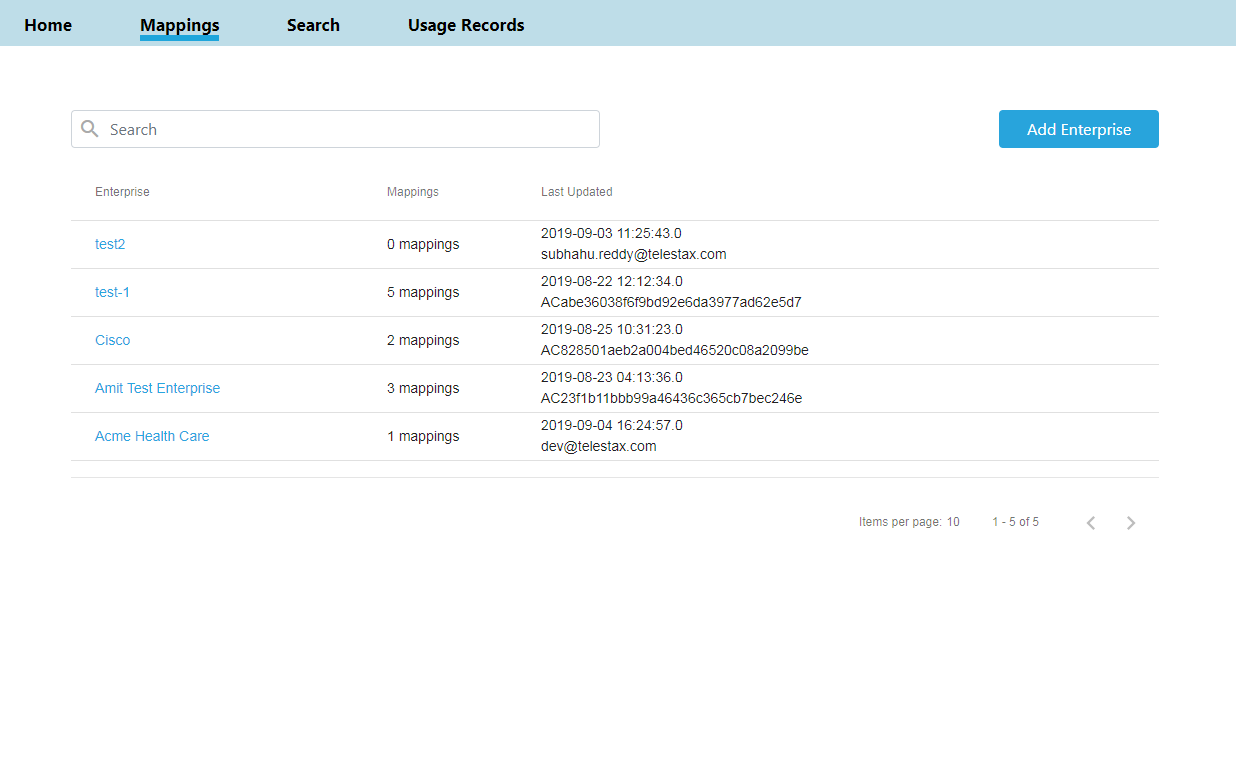 Home Mappings Search Usage Records
Search Add Enterprise
Enterprise Mappings Last Updated
test2 0 mappings 2019-09-03 11:25:43.0
subhahu.reddy@telestax.com
test-1 5 mappings 2019-08-22 12:12:34.0
ACabe36038f6f9bd92e6da3977ad62e5d7
Cisco 2 mappings 2019-08-25 10:31:23.0
AC828501aeb2a004bed46520c08a2099be
Amit Test Enterprise 3 mappings 2019-08-23 04:13:36.0
AC23f1b11bbb99a46436c365cb7bec246e
Acme Health Care 1 mappings 2019-09-04 16:24:57.0
dev@telestax.com
Items per page: 10 1 - 5 of 5